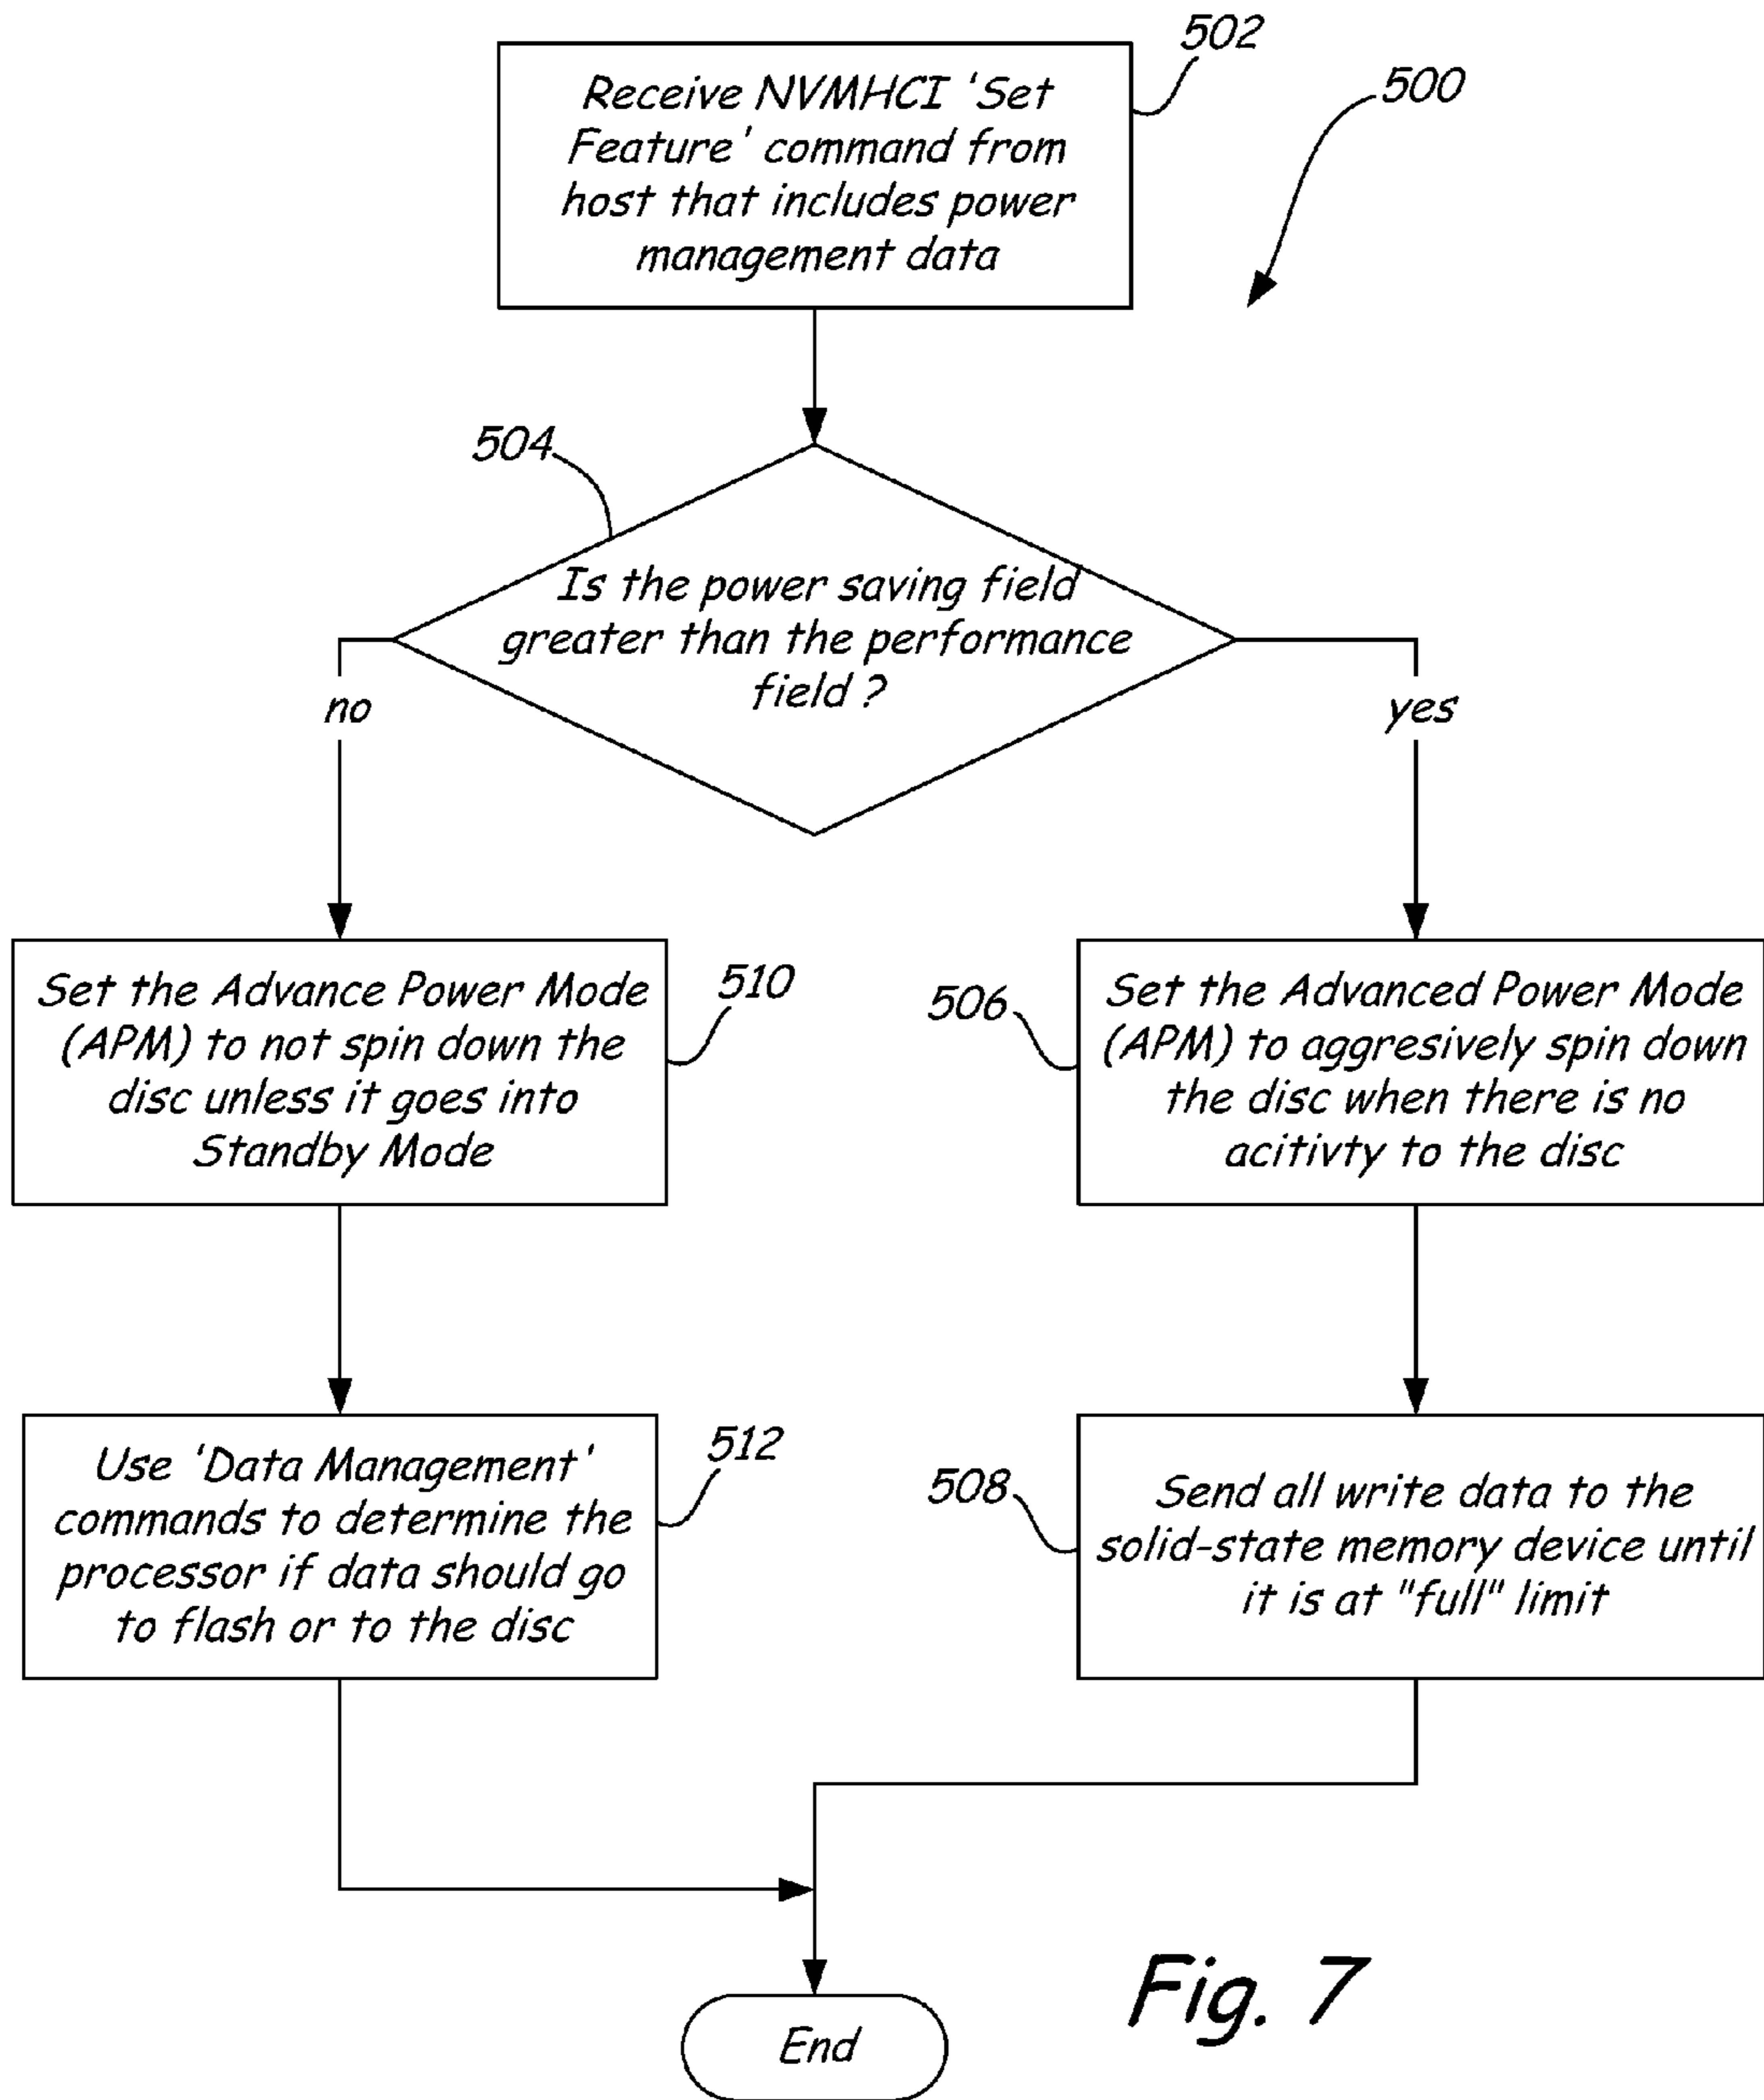 502
Receive NVMHCI 'Set
Feature' command from
host that includes power
management data
500
504
Is the power saving field
greater than the performance
field ?
no
yes
Set the Advance Power Mode
(APM) to not spin down the
disc unless it goes into
Standby Mode
510
506
Set the Advanced Power Mode
(APM) to aggresively spin down
the disc when there is no
acitivty to the disc
Use 'Data Management'
commands to determine the
processor if data should go
to flash or to the disc
512
508
Send all write data to the
solid-state memory device until
it is at "full" limit
End
Fig. 7